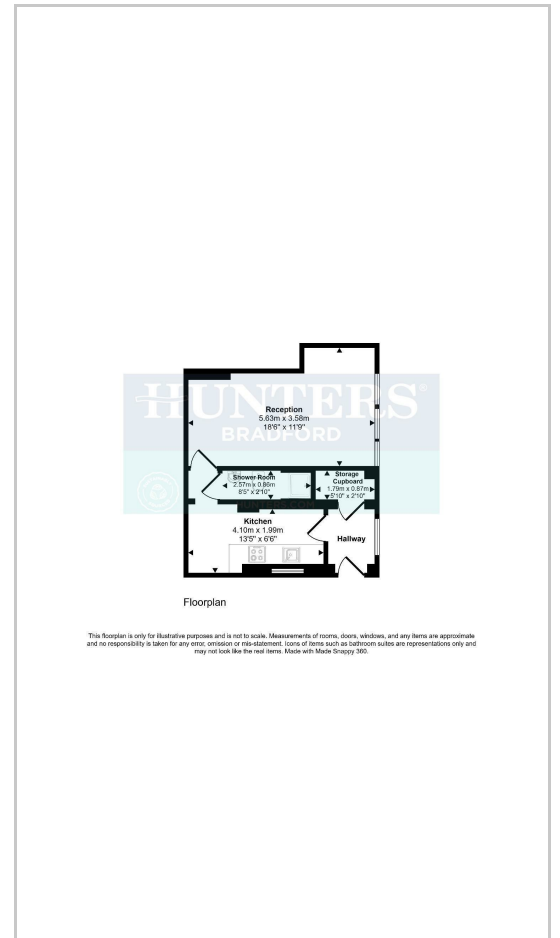 HUNTERS®
BRADFORD
Reception
5.63m x 3.58m
18'6" x 11'9"
Shower Room
2.57m x 0.86m
8'5" x 2'10"
Storage
Cupboard
1.79m x 0.87m
5'10" x 2'10"
Kitchen
4.10m x 1.99m
13'5" x 6'6"
Hallway
Floorplan
This floorplan is only for illustrative purposes and is not to scale. Measurements of rooms, doors, windows, and any items are approximate
and no responsibility is taken for any error, omission or mis-statement. Icons of items such as bathroom suites are representations only and
may not look like the real items. Made with Made Snappy 360.